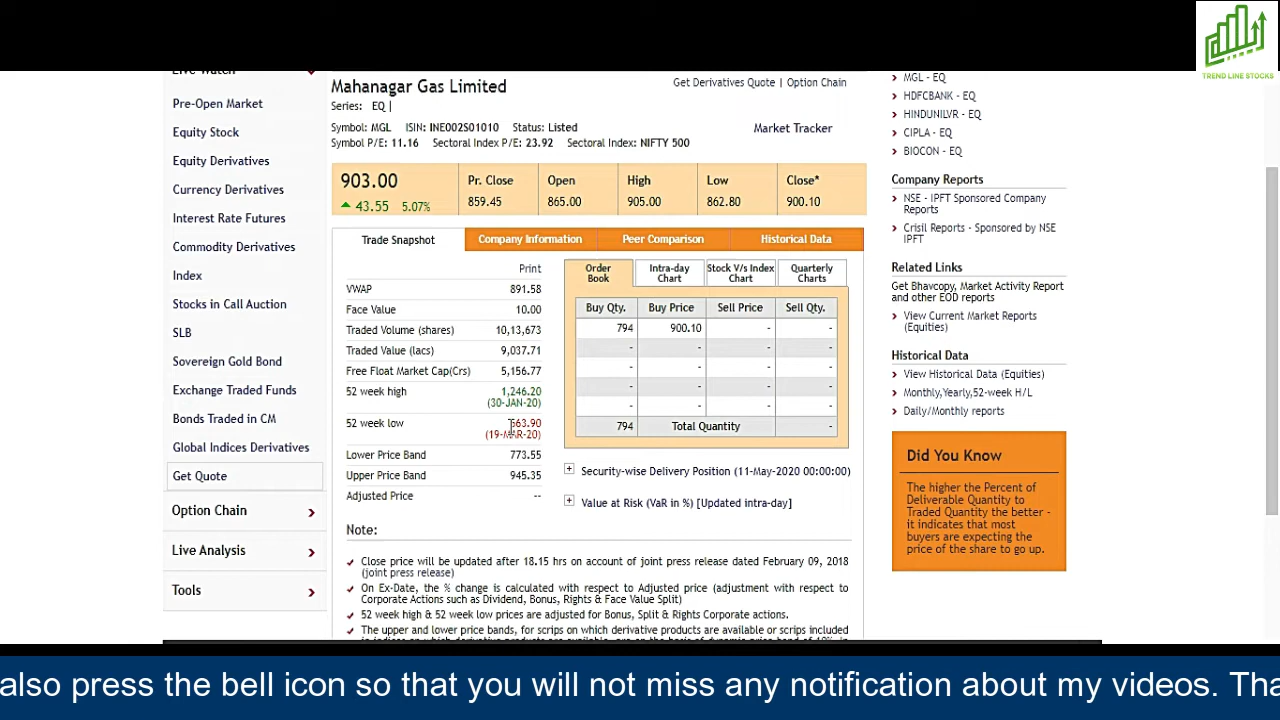 TREND LINE STOCKS
Live Watch
Pre-Open Market
Equity Stock
Equity Derivatives
Currency Derivatives
Interest Rate Futures
Commodity Derivatives
Index
Stocks in Call Auction
SLB
Sovereign Gold Bond
Exchange Traded Funds
Bonds Traded in CM
Global Indices Derivatives
Get Quote
Option Chain
Live Analysis
Tools
Mahanagar Gas Limited
Get Derivatives Quote | Option Chain
Series: EQ |
Symbol: MGL ISIN: INE002S01010 Status: Listed
Market Tracker
Symbol P/E: 11.16 Sectoral Index P/E: 23.92 Sectoral Index: NIFTY 500
903.00 Pr. Close Open High Low Close*
43.55 5.07% 859.45 865.00 905.00 862.80 900.10
Trade Snapshot Company Information Peer Comparison Historical Data
Print
VWAP 891.58
Face Value 10.00
Traded Volume (shares) 10,13,673
Traded Value (lacs) 9,037.71
Free Float Market Cap(Crs) 5,156.77
52 week high 1,246.20
(30-JAN-20)
52 week low 663.90
(19-MAR-20)
Lower Price Band 773.55
Upper Price Band 945.35
Adjusted Price --
Order Book
Intra-day Chart
Stock V/s Index Chart
Quarterly Charts
Buy Qty. Buy Price Sell Price Sell Qty.
794 900.10 - -
- - - -
- - - -
- - - -
- - - -
794 Total Quantity -
Security-wise Delivery Position (11-May-2020 00:00:00)
Value at Risk (VaR in %) [Updated intra-day]
Note:
Close price will be updated after 18.15 hrs on account of joint press release dated February 09, 2018
(joint press release)
On Ex-Date, the % change is calculated with respect to Adjusted price (adjustment with respect to
Corporate Actions such as Dividend, Bonus, Rights & Face Value Split)
52 week high & 52 week low prices are adjusted for Bonus, Split & Rights Corporate actions.
The upper and lower price bands, for scrips on which derivative products are available or scrips included
MGL - EQ
HDFCBANK - EQ
HINDUNILVR - EQ
CIPLA - EQ
BIOCON - EQ
Company Reports
NSE - IPFT Sponsored Company
Reports
Crisil Reports - Sponsored by NSE
IPFT
Related Links
Get Bhavcopy, Market Activity Report
and other EOD reports
View Current Market Reports
(Equities)
Historical Data
View Historical Data (Equities)
Monthly,Yearly,52-week H/L
Daily/Monthly reports
Did You Know
The higher the Percent of
Deliverable Quantity to
Traded Quantity the better -
it indicates that most
buyers are expecting the
price of the share to go up.
also press the bell icon so that you will not miss any notification about my videos. Tha